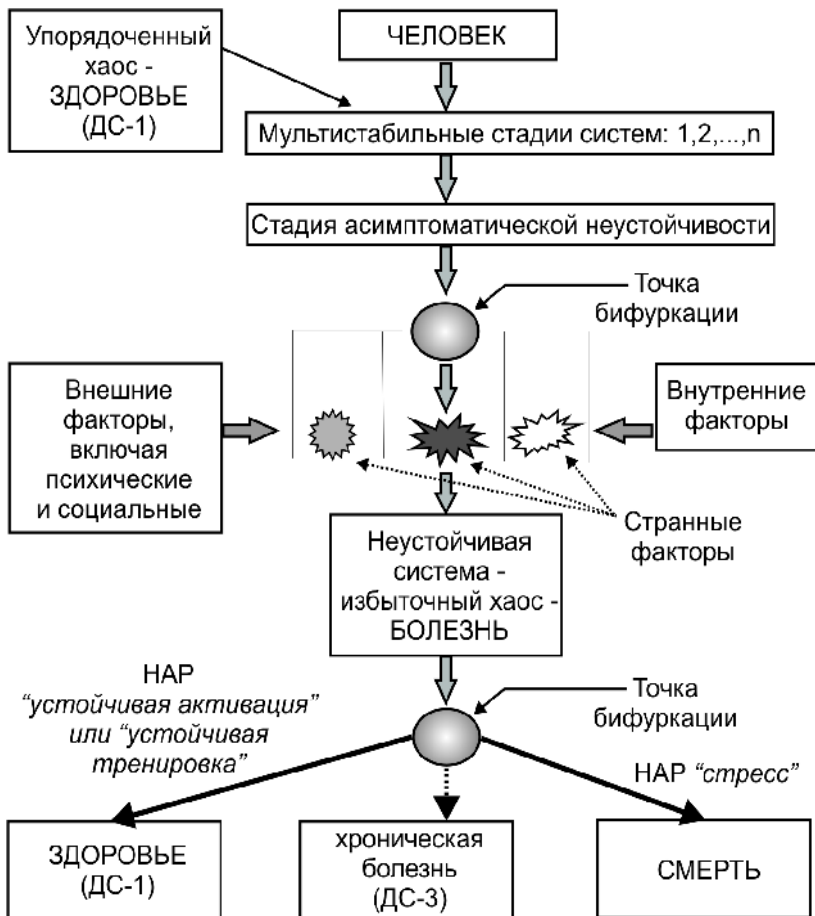 Упорядоченный
хаос -
ЗДОРОВЬЕ
(ДС-1)
ЧЕЛОВЕК
Мультистабильные стадии систем: 1,2,...,n
Стадия асимптоматической неустойчивости
Точка
бифуркации
Внешние
факторы,
включая
психические
и социальные
Внутренние
факторы
Странные
факторы
Неустойчивая
система -
избыточный хаос -
БОЛЕЗНЬ
НАР
“устойчивая активация”
или “устойчивая
тренировка”
Точка
бифуркации
НАР “стресс”
ЗДОРОВЬЕ
(ДС-1)
хроническая
болезнь
(ДС-3)
СМЕРТЬ